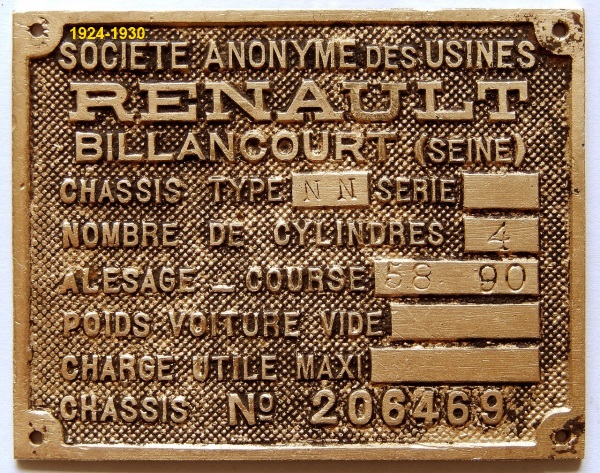 1924-1930
SOCIETE ANONYME DES USINES
RENAULT
BILLANCOURT (SEINE)
CHASSIS TYPE N N SERIE
NOMBRE DE CYLINDRES 4
ALESAGE _ COURSE 58 90
POIDS VOITURE VIDE
CHARGE UTILE MAXI
CHASSIS Nº 206469